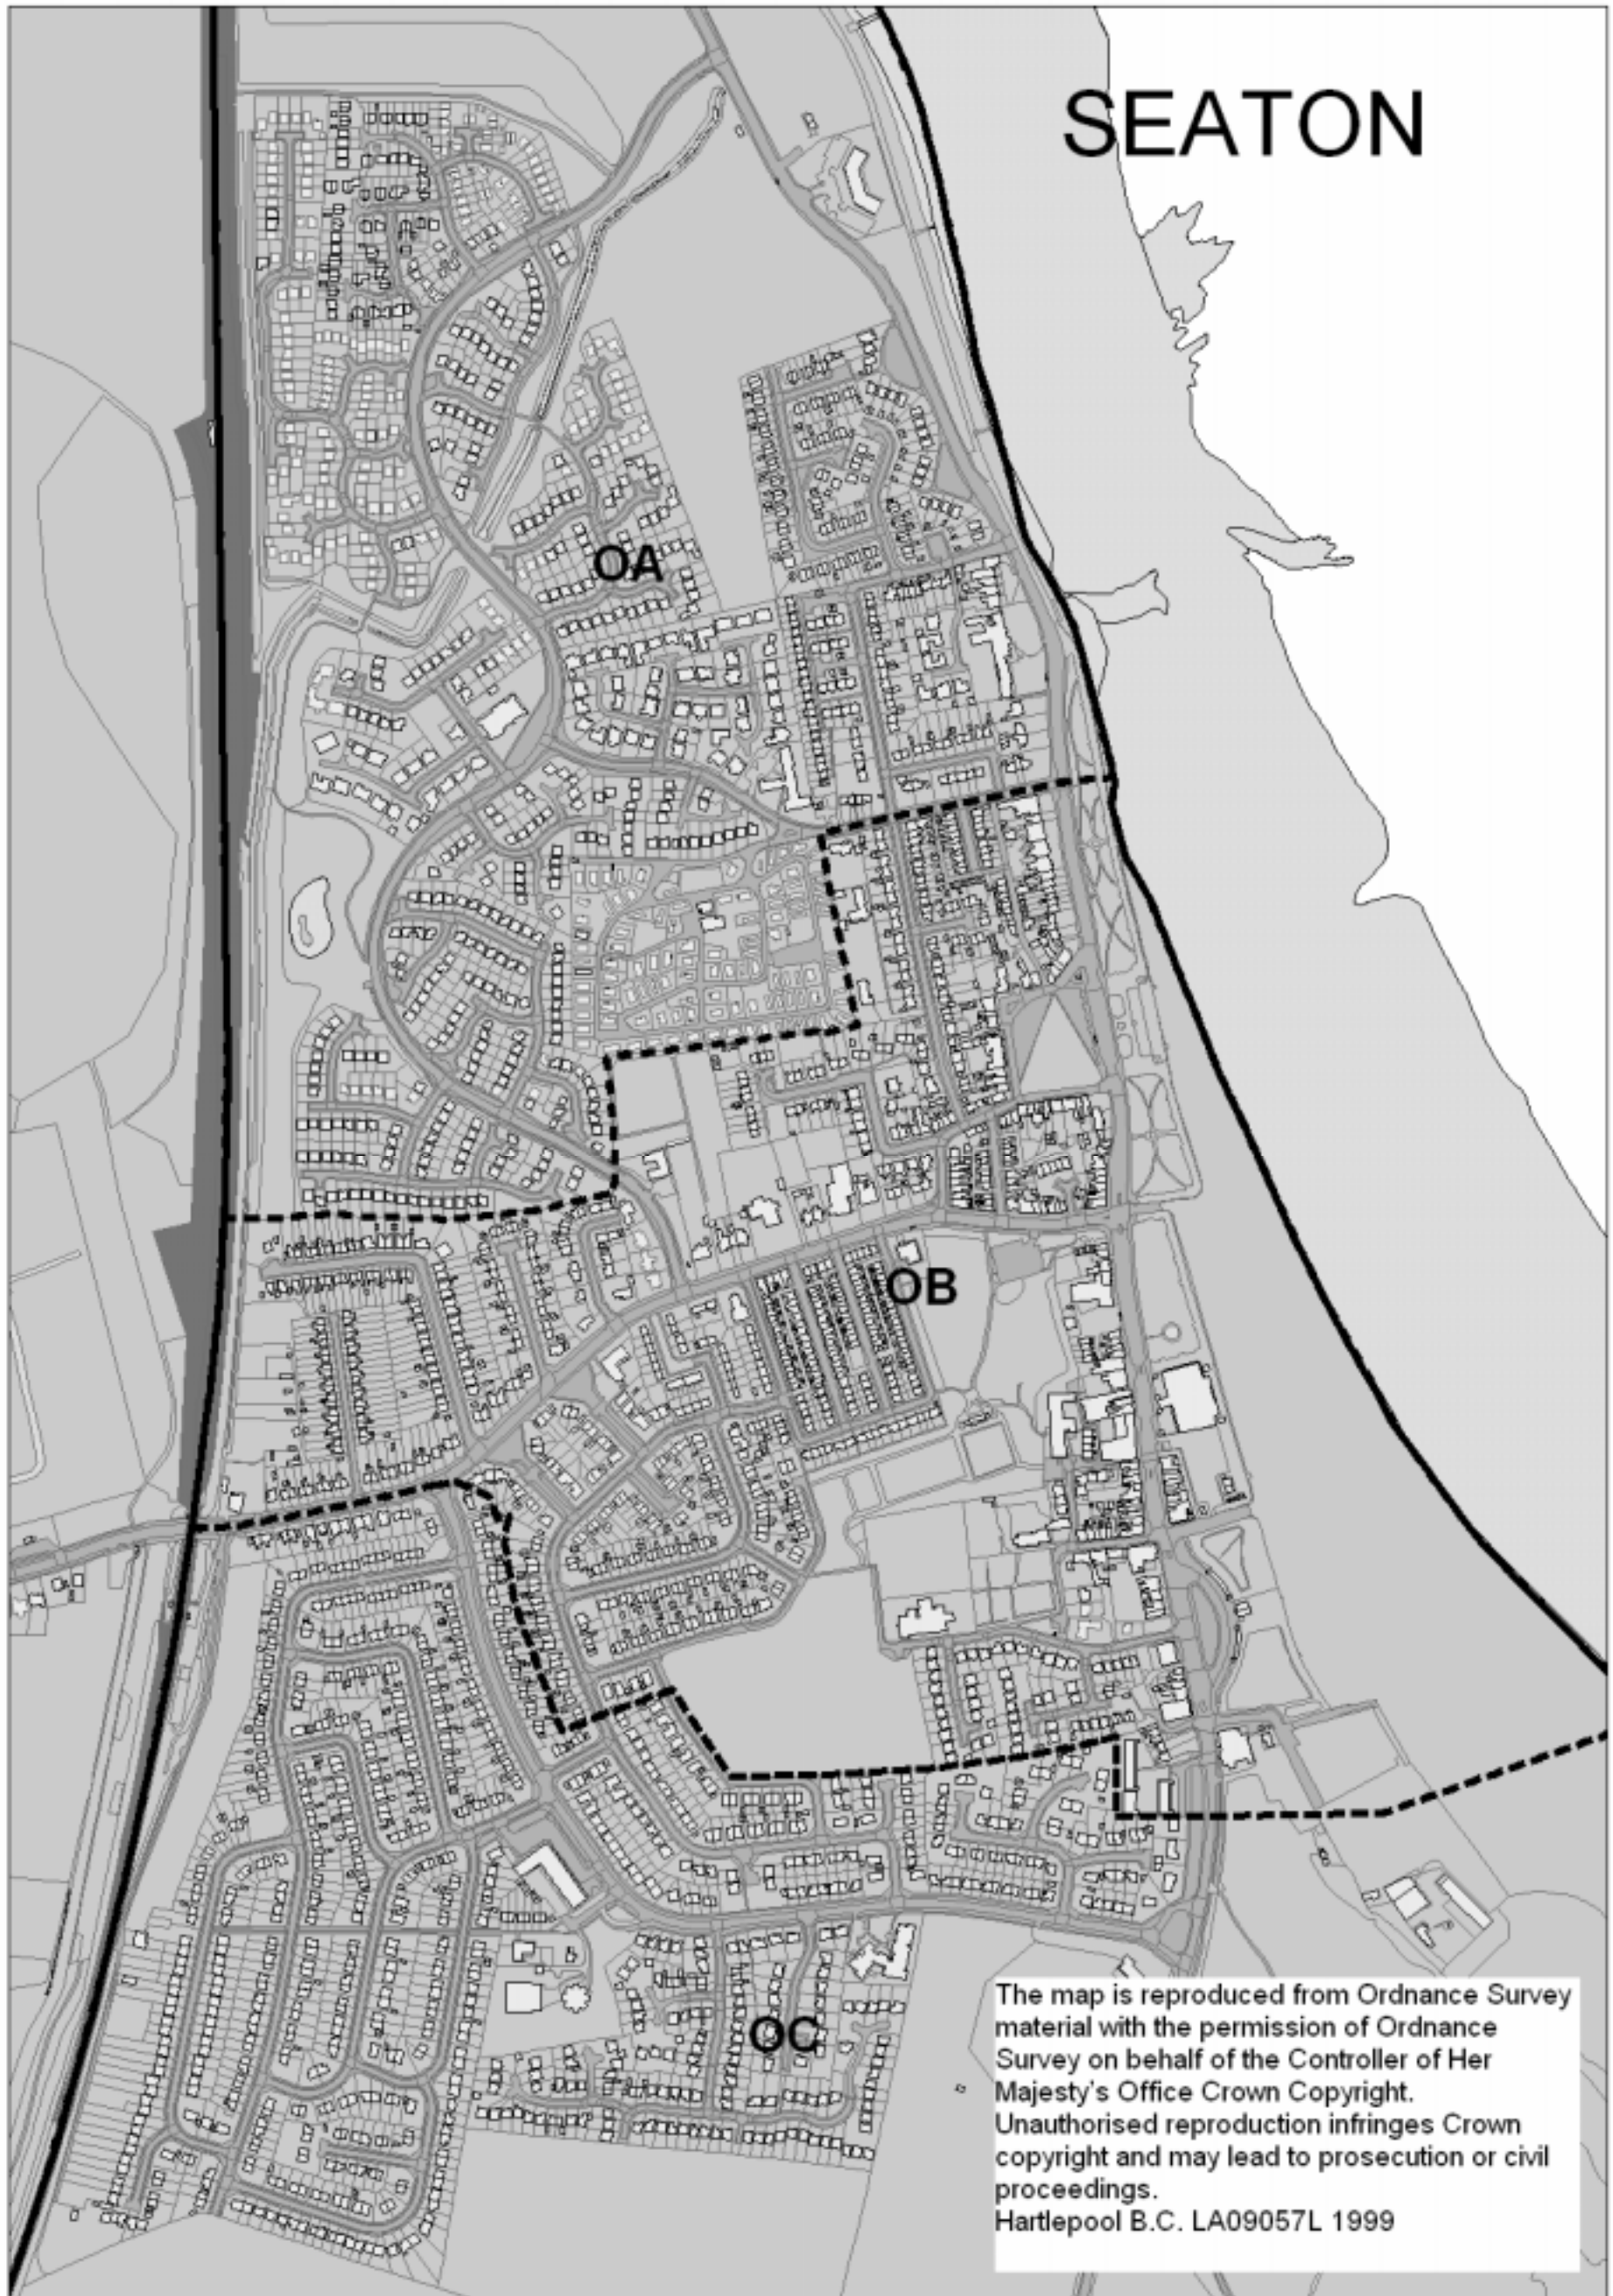 SEATON
OA
OB
OC
The map is reproduced from Ordnance Survey
material with the permission of Ordnance
Survey on behalf of the Controller of Her
Majesty's Office Crown Copyright.
Unauthorised reproduction infringes Crown
copyright and may lead to prosecution or civil
proceedings.
Hartlepool B.C. LA09057L 1999